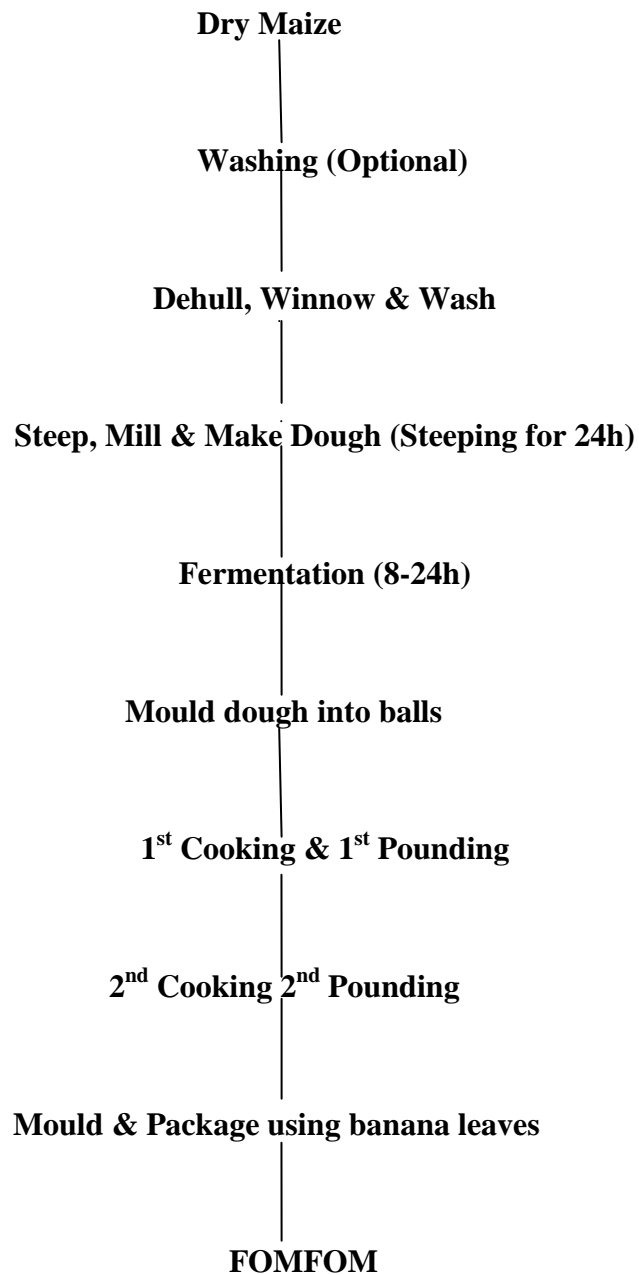 Dry Maize
Washing (Optional)
Dehull, Winnow & Wash
Steep, Mill & Make Dough (Steeping for 24h)
Fermentation (8-24h)
Mould dough into balls
1st Cooking & 1st Pounding
2nd Cooking 2nd Pounding
Mould & Package using banana leaves
FOMFOM